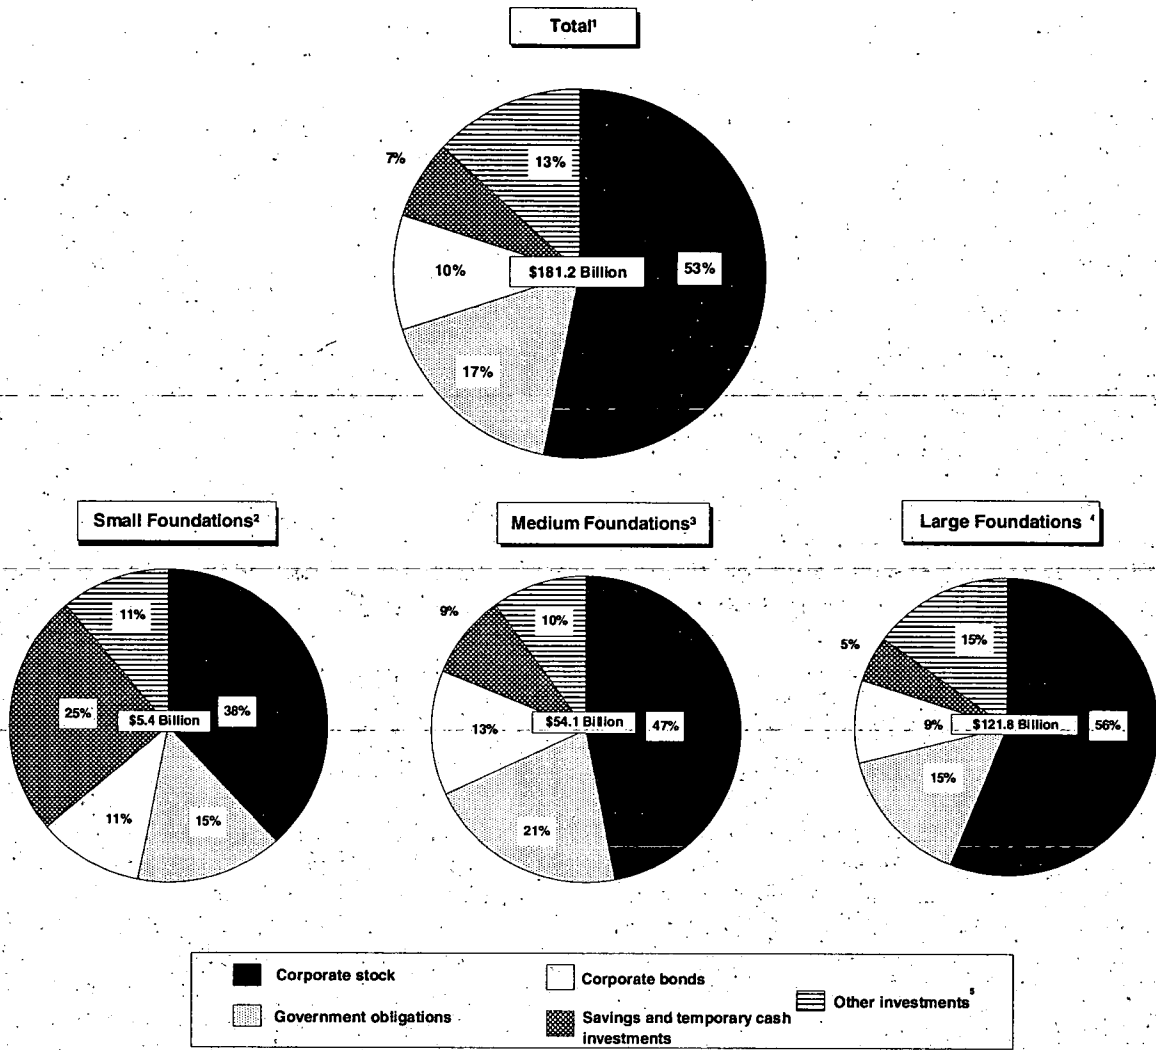 Total¹
7%
13%
10%
$181.2 Billion
53%
17%
Small Foundations²
Medium Foundations³
Large Foundations ⁴
11%
25%
$5.4 Billion
38%
11%
15%
9%
10%
13%
$54.1 Billion
47%
21%
5%
15%
9%
$121.8 Billion
56%
15%
Corporate stock
Government obligations
Corporate bonds
Savings and temporary cash
investments
Other investments⁵